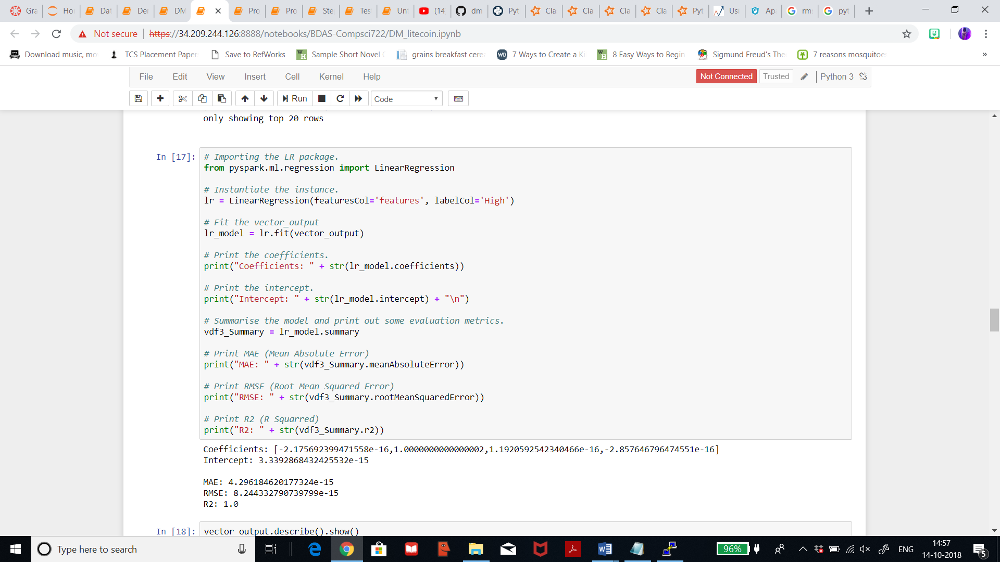 Gra
Ho
Dat
Der
DM
Pro
Pro
Ste
Tes
Unt
(14
dm
Pyt
Cla
Cla
Cla
Cla
Pyt
Usi
Ap
rms
pyt
Not secure
https://34.209.244.126:8888/notebooks/BDAS-Compsci722/DM_litecoin.ipynb
Download music, mo
TCS Placement Paper
Save to RefWorks
Sample Short Novel
grains breakfast cere
7 Ways to Create a Ki
8 Easy Ways to Begin
Sigmund Freud's The
7 reasons mosquitoe
»
File Edit View Insert Cell Kernel Help
Not Connected Trusted Python 3
Run Code
only showing top 20 rows
In [17]:
# Importing the LR package.
from pyspark.ml.regression import LinearRegression
# Instantiate the instance.
lr = LinearRegression(featuresCol='features', labelCol='High')
# Fit the vector_output
lr_model = lr.fit(vector_output)
# Print the coefficients.
print("Coefficients: " + str(lr_model.coefficients))
# Print the intercept.
print("Intercept: " + str(lr_model.intercept) + "\n")
# Summarise the model and print out some evaluation metrics.
vdf3_Summary = lr_model.summary
# Print MAE (Mean Absolute Error)
print("MAE: " + str(vdf3_Summary.meanAbsoluteError))
# Print RMSE (Root Mean Squared Error)
print("RMSE: " + str(vdf3_Summary.rootMeanSquaredError))
# Print R2 (R Squarred)
print("R2: " + str(vdf3_Summary.r2))
Coefficients: [-2.175692399471558e-16,1.0000000000000002,1.1920592542340466e-16,-2.857646796474551e-16]
Intercept: 3.3392868432425532e-15
MAE: 4.296184620177324e-15
RMSE: 8.244332790739799e-15
R2: 1.0
In [18]: vector_output.describe().show()
Type here to search
96%
ENG
14:57
14-10-2018
5